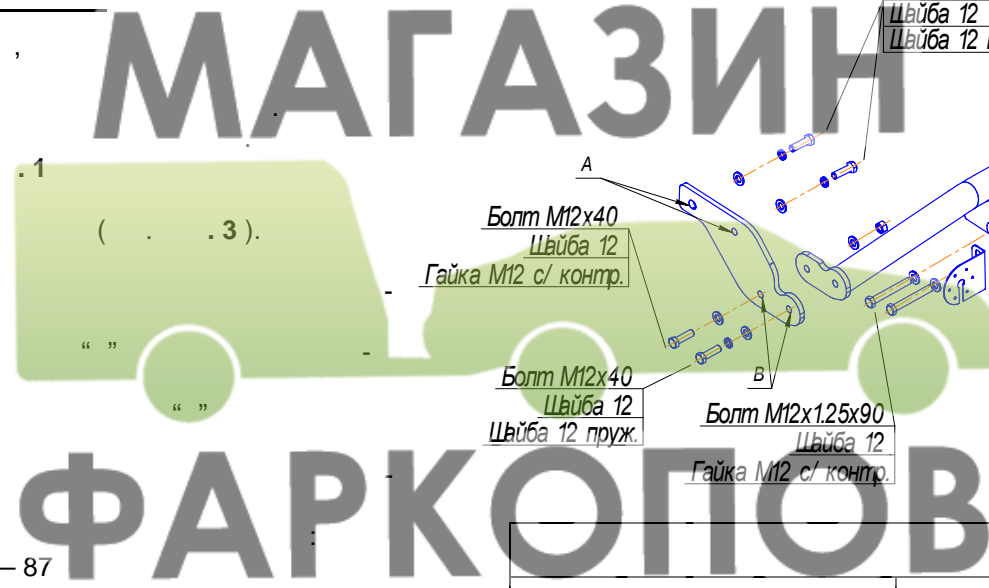 МАГАЗИН
Шайба 12
Шайба 12
,
.
. 1
( . . 3 ).
-
“ ”
-
“ ”
-
:
– 87
A
Болт М12х40
Шайба 12
Гайка М12 с/ контр.
Болт М12х40
Шайба 12
Шайба 12 пруж.
B
Болт М12х1.25х90
Шайба 12
Гайка М12 с/ контр.
ФАРКОПОВ